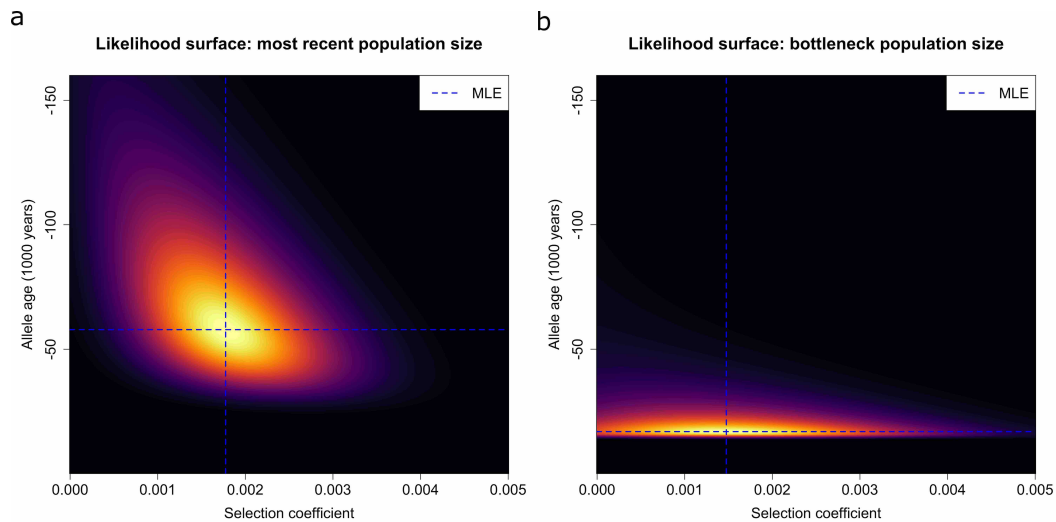 a
Likelihood surface: most recent population size
MLE
-150
-100
-50
Allele age (1000 years)
0.000 0.001 0.002 0.003 0.004 0.005
Selection coefficient
b
Likelihood surface: bottleneck population size
MLE
-150
-100
-50
Allele age (1000 years)
0.000 0.001 0.002 0.003 0.004 0.005
Selection coefficient